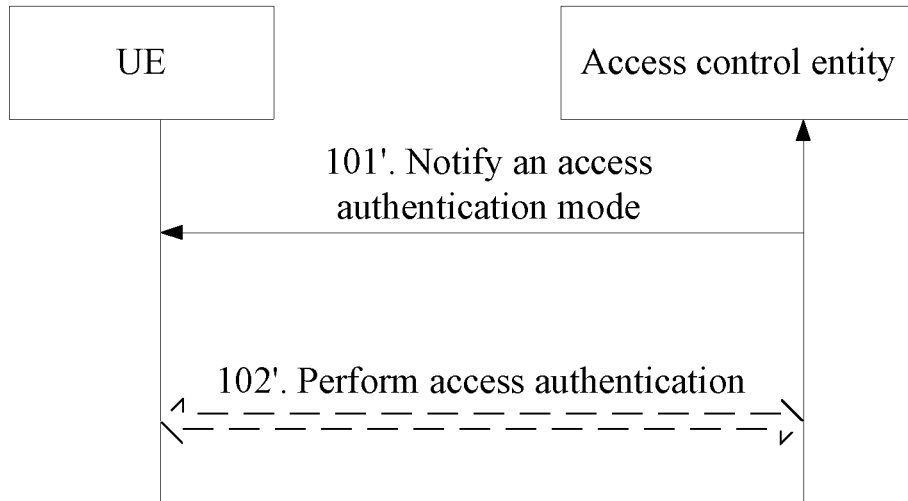 UE
Access control entity
101'. Notify an access
authentication mode
102'. Perform access authentication